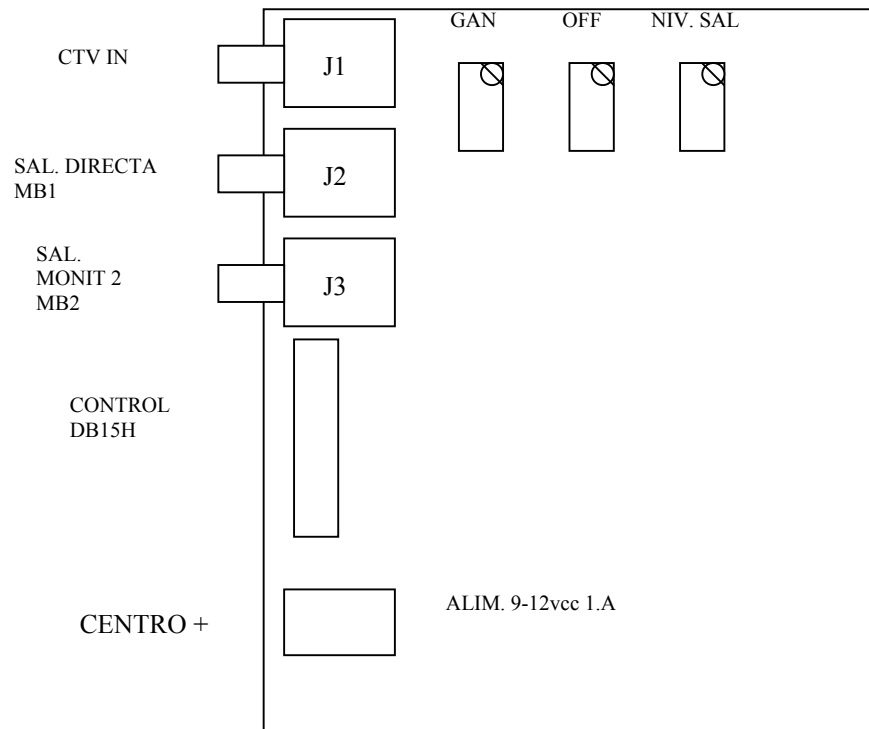 GAN OFF NIV. SAL
CTV IN
J1
SAL. DIRECTA
MB1
J2
SAL.
MONIT 2
MB2
J3
CONTROL
DB15H
CENTRO +
ALIM. 9-12vcc 1.A